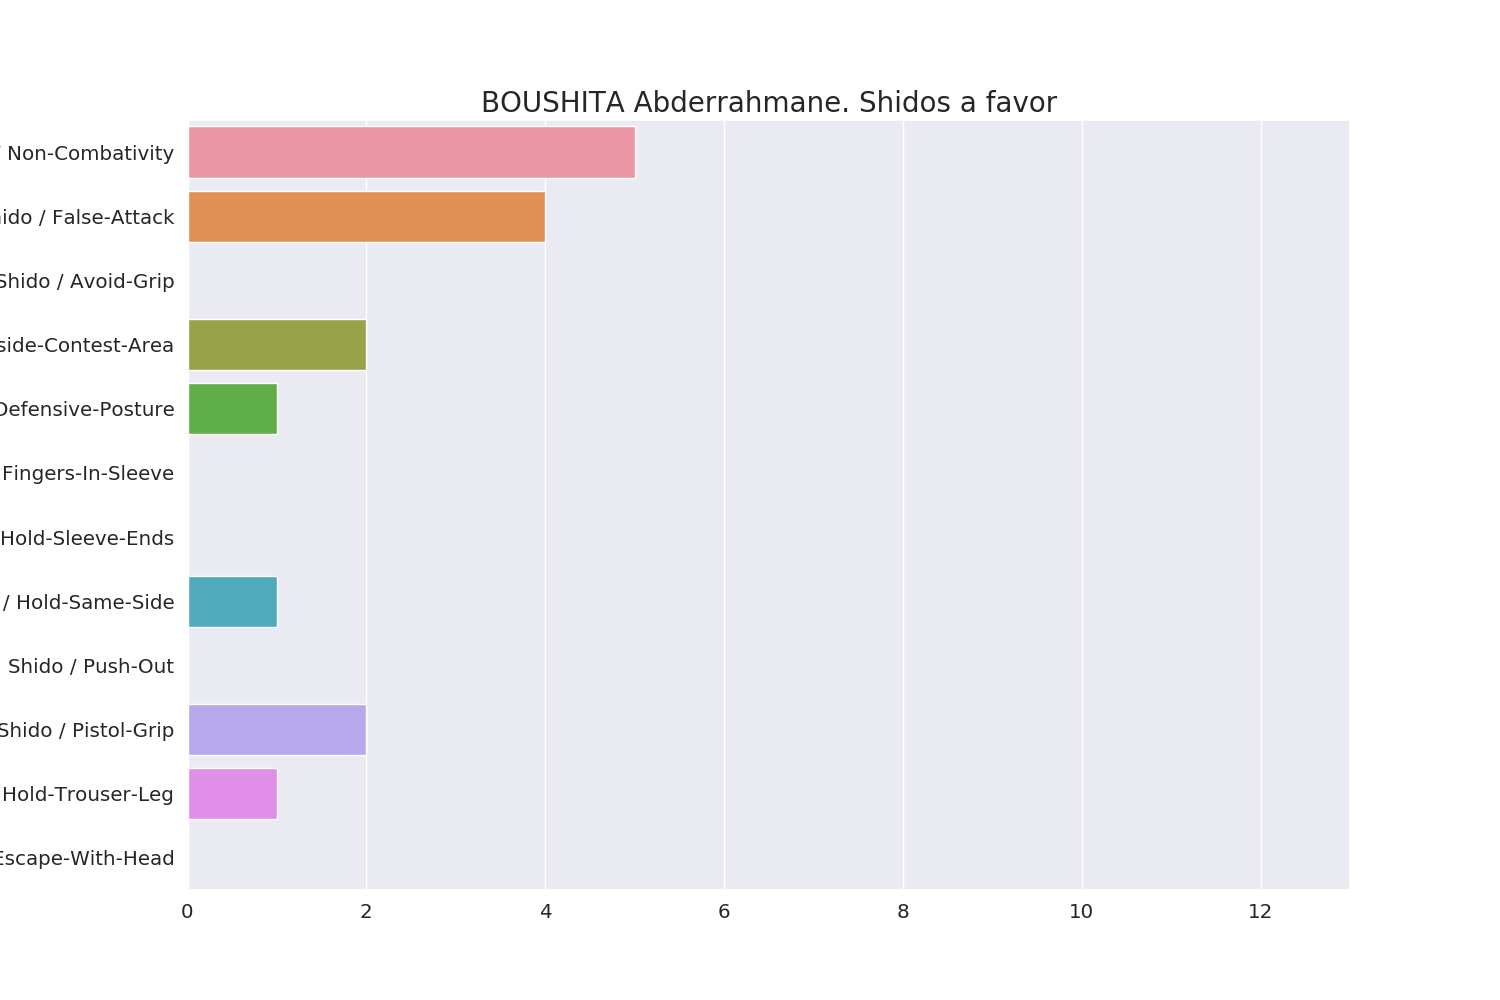 BOUSHITA Abderrahmane. Shidos a favor
/ Non-Combativity
/ False-Attack
Shido / Avoid-Grip
side-Contest-Area
Defensive-Posture
Fingers-In-Sleeve
Hold-Sleeve-Ends
/ Hold-Same-Side
Shido / Push-Out
Shido / Pistol-Grip
Hold-Trouser-Leg
Escape-With-Head
0 2 4 6 8 10 12